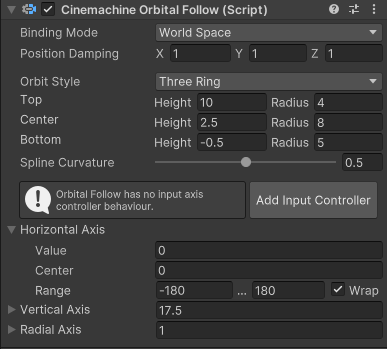 Cinemachine Orbital Follow (Script)
Binding Mode World Space
Position Damping X 1 Y 1 Z 1
Orbit Style Three Ring
Top Height 10 Radius 4
Center Height 2.5 Radius 8
Bottom Height -0.5 Radius 5
Spline Curvature 0.5
Orbital Follow has no input axis
controller behaviour.
Add Input Controller
Horizontal Axis
Value 0
Center 0
Range -180 ... 180 Wrap
Vertical Axis 17.5
Radial Axis 1